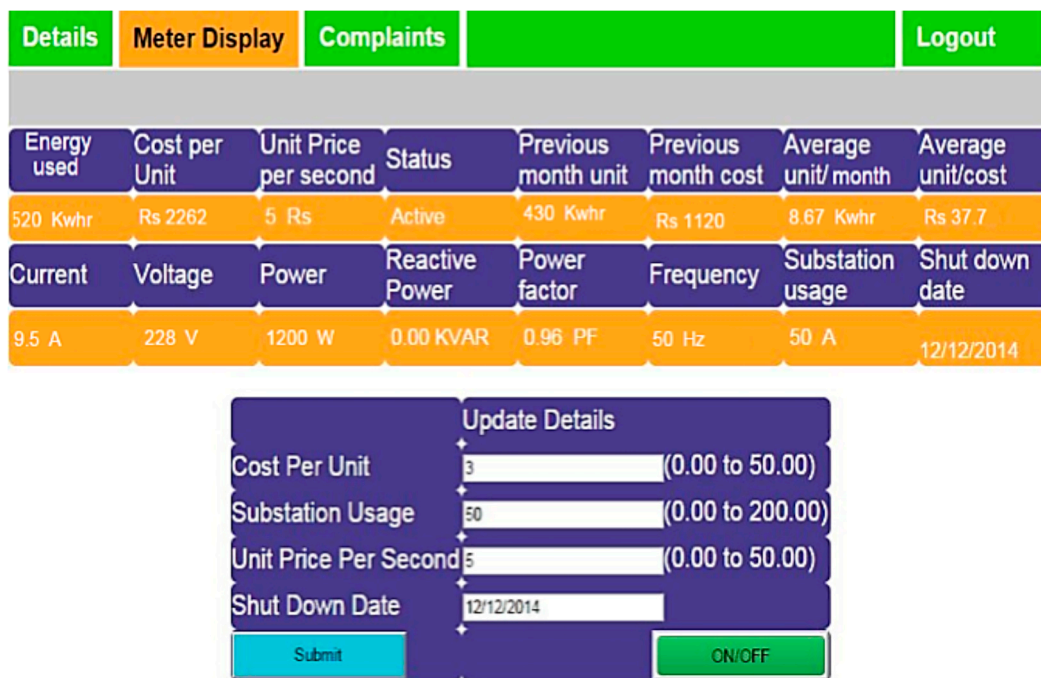 Details Meter Display Complaints Logout
Energy used Cost per Unit Unit Price per second Status Previous month unit Previous month cost Average unit/ month Average unit/cost
520 Kwhr Rs 2262 5 Rs Active 430 Kwhr Rs 1120 8.67 Kwhr Rs 37.7
Current Voltage Power Reactive Power Power factor Frequency Substation usage Shut down date
9.5 A 228 V 1200 W 0.00 KVAR 0.96 PF 50 Hz 50 A 12/12/2014
Update Details
Cost Per Unit 3 (0.00 to 50.00)
Substation Usage 50 (0.00 to 200.00)
Unit Price Per Second 5 (0.00 to 50.00)
Shut Down Date 12/12/2014
Submit ON/OFF